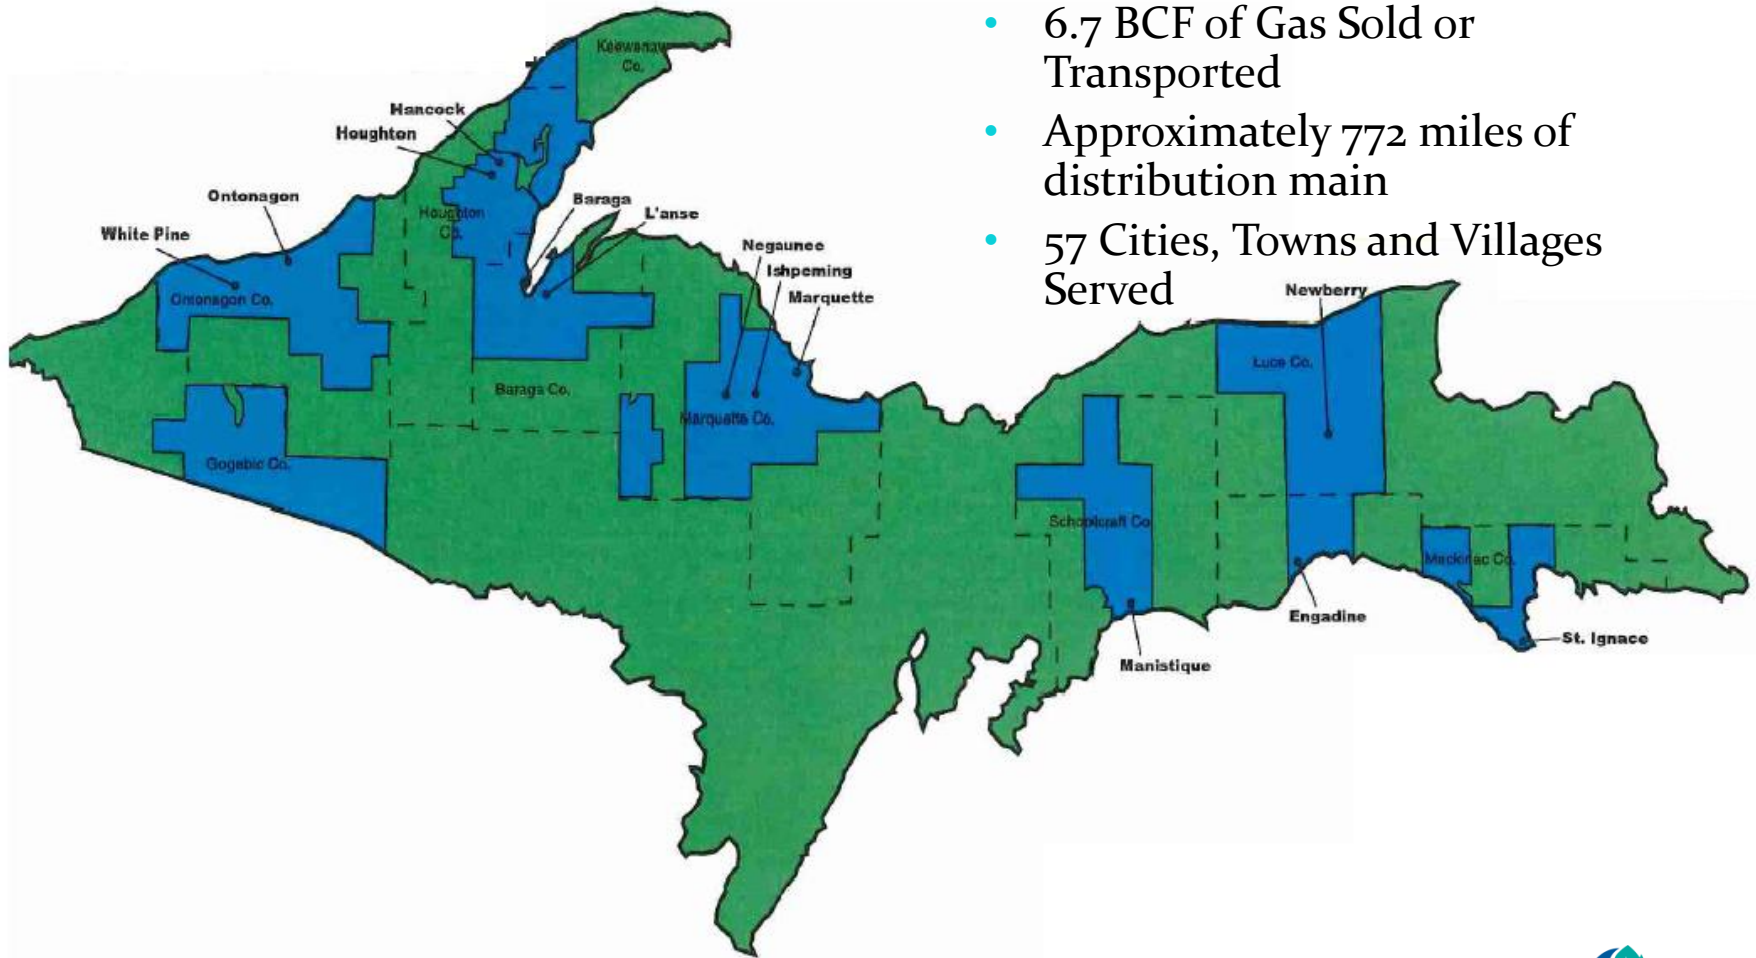 • 6.7 BCF of Gas Sold or
Transported
• Approximately 772 miles of
distribution main
• 57 Cities, Towns and Villages
Served
Keewenaw
Co.
Hancock
Houghton
Ontonagon
White Pine
Baraga
L'anse
Negaunee
Ishpeming
Marquette
Newberry
Houghton
Co.
Ontonagon Co.
Baraga Co.
Marquette Co.
Gogebic Co.
Luce Co.
Schoolcraft Co
Mackinac Co.
Engadine
St. Ignace
Manistique